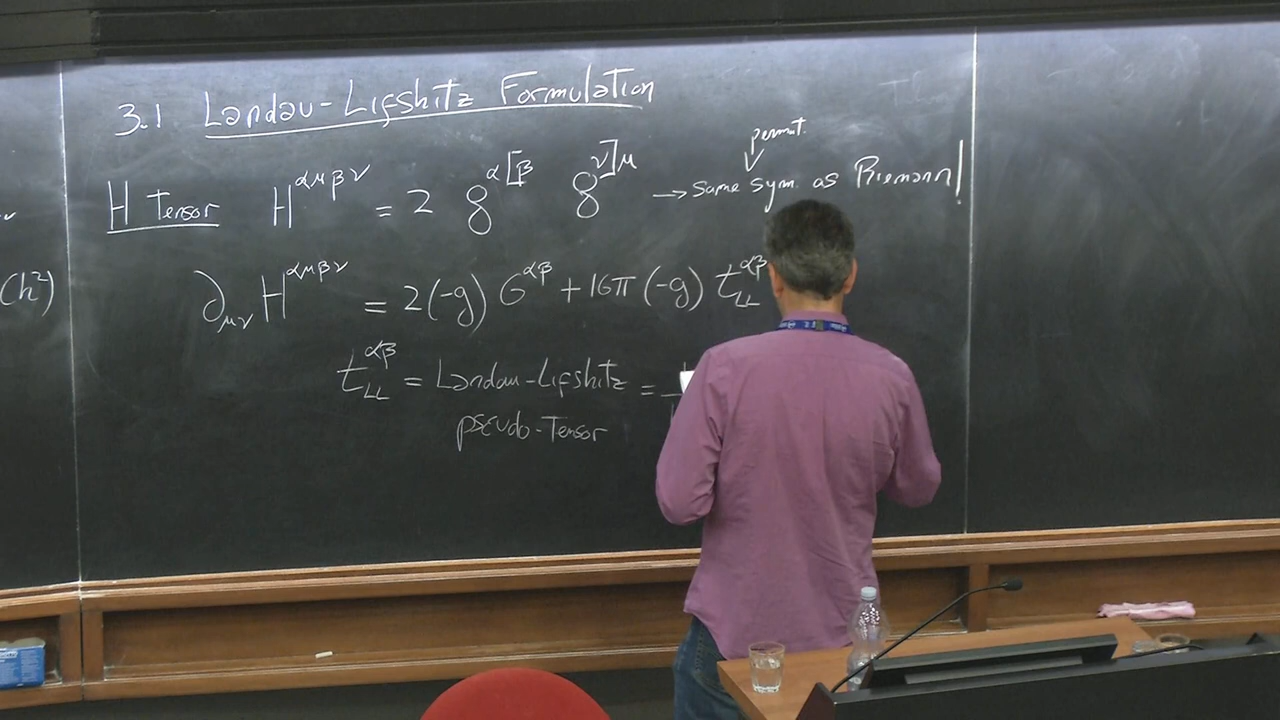 3.1 Landau-Lifshitz Formulation
permut.
H Tensor H^{αμβν} = 2 g^{α[β} g^{ν]μ} → same sym. as Riemann!
(Ch²)
∂_{μν} H^{αμβν} = 2(-g) G^{αβ} + 16π (-g) t_{LL}^{αβ}
t_{LL}^{αβ} = Landau-Lifshitz =
pseudo-Tensor